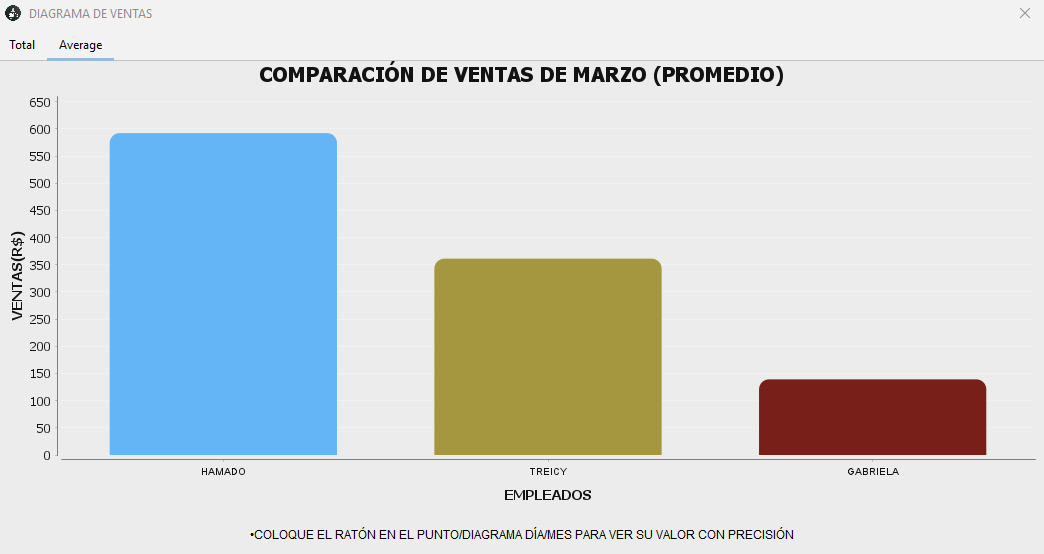 DIAGRAMA DE VENTAS
Total Average
COMPARACIÓN DE VENTAS DE MARZO (PROMEDIO)
VENTAS(R$)
650
600
550
500
450
400
350
300
250
200
150
100
50
0
HAMADO TREICY GABRIELA
EMPLEADOS
•COLOQUE EL RATÓN EN EL PUNTO/DIAGRAMA DÍA/MES PARA VER SU VALOR CON PRECISIÓN